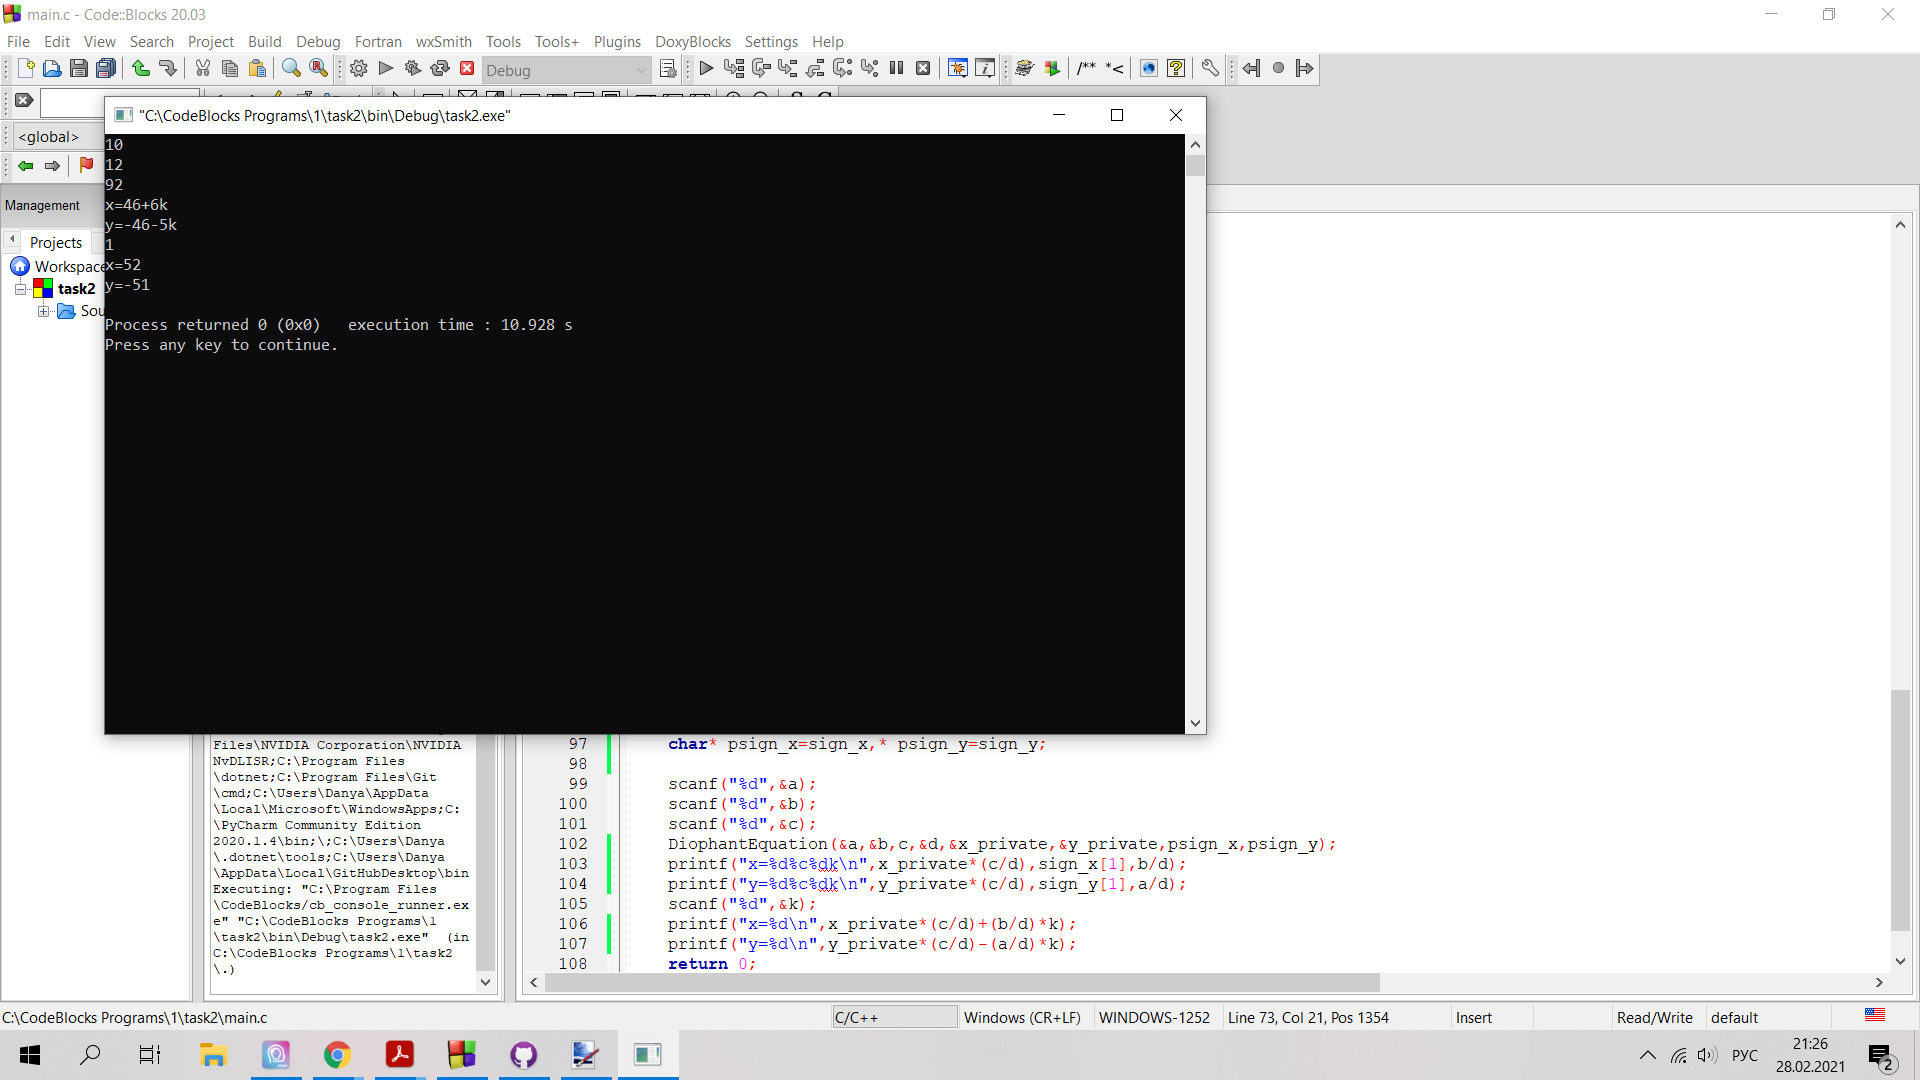 main.c - Code::Blocks 20.03
File Edit View Search Project Build Debug Fortran wxSmith Tools Tools+ Plugins DoxyBlocks Settings Help
Debug
/** *<
"C:\CodeBlocks Programs\1\task2\bin\Debug\task2.exe"
<global>
10
12
92
x=46+6k
y=-46-5k
1
x=52
y=-51
Process returned 0 (0x0)   execution time : 10.928 s
Press any key to continue.
Management
Projects
Workspace
task2
Sou
Files\NVIDIA Corporation\NVIDIA
NvDLISR;C:\Program Files
\dotnet;C:\Program Files\Git
\cmd;C:\Users\Danya\AppData
\Local\Microsoft\WindowsApps;C:
\PyCharm Community Edition
2020.1.4\bin;\;C:\Users\Danya
\.dotnet\tools;C:\Users\Danya
\AppData\Local\GitHubDesktop\bin
Executing: "C:\Program Files
\CodeBlocks/cb_console_runner.ex
e" "C:\CodeBlocks Programs\1
\task2\bin\Debug\task2.exe"  (in
C:\CodeBlocks Programs\1\task2
\.)
97 char* psign_x=sign_x,* psign_y=sign_y;
98
99 scanf("%d",&a);
100 scanf("%d",&b);
101 scanf("%d",&c);
102 DiophantEquation(&a,&b,c,&d,&x_private,&y_private,psign_x,psign_y);
103 printf("x=%d%c%dk\n",x_private*(c/d),sign_x[1],b/d);
104 printf("y=%d%c%dk\n",y_private*(c/d),sign_y[1],a/d);
105 scanf("%d",&k);
106 printf("x=%d\n",x_private*(c/d)+(b/d)*k);
107 printf("y=%d\n",y_private*(c/d)-(a/d)*k);
108 return 0;
C:\CodeBlocks Programs\1\task2\main.c C/C++ Windows (CR+LF) WINDOWS-1252 Line 73, Col 21, Pos 1354 Insert Read/Write default
РУС
21:26
28.02.2021
2